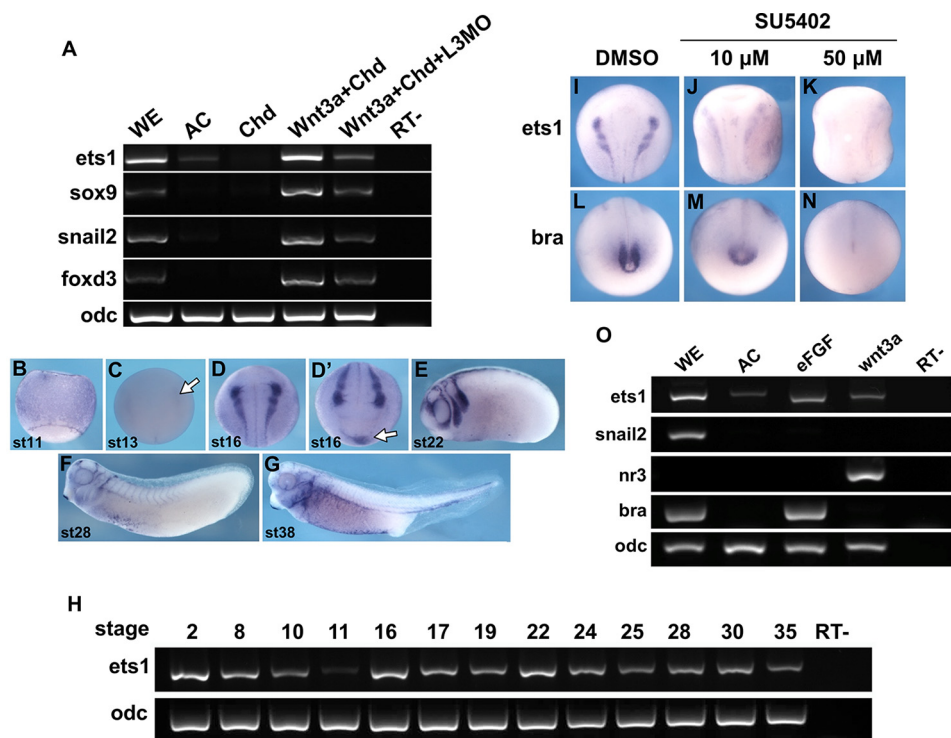 A
WE AC Chd Wnt3a+Chd Wnt3a+Chd+L3MO RT-
ets1
sox9
snail2
foxd3
odc
SU5402
DMSO 10 µM 50 µM
ets1 I J K
bra L M N
B C D D' E
st11 st13 st16 st16 st22
F G
st28 st38
O
WE AC eFGF wnt3a RT-
ets1
snail2
nr3
bra
odc
H
stage 2 8 10 11 16 17 19 22 24 25 28 30 35 RT-
ets1
odc